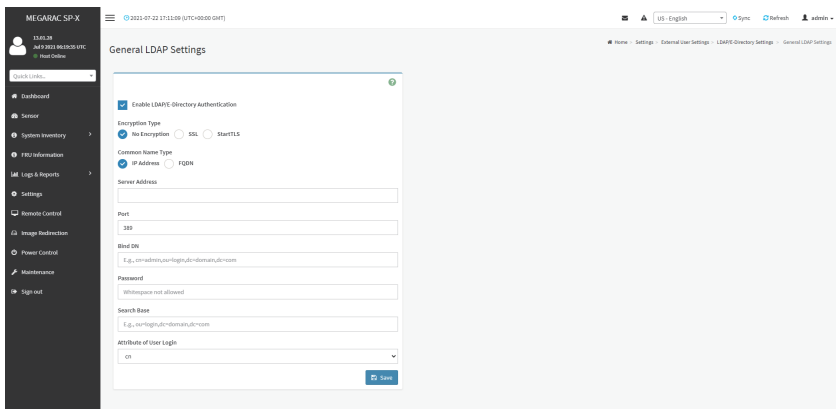 MEGARAC SP-X
2021-07-22 17:11:09 (UTC+00:00 GMT)
US - English
Sync
Refresh
admin
13.01.28
Jul 9 2021 06:19:35 UTC
Host Online
Quick Links...
Dashboard
Sensor
System Inventory
FRU Information
Logs & Reports
Settings
Remote Control
Image Redirection
Power Control
Maintenance
Sign out
General LDAP Settings
Home > Settings > External User Settings > LDAP/E-Directory Settings > General LDAP Settings
Enable LDAP/E-Directory Authentication
Encryption Type
No Encryption SSL StartTLS
Common Name Type
IP Address FQDN
Server Address
Port
389
Bind DN
E.g., cn=admin,ou=login,dc=domain,dc=com
Password
Whitespace not allowed
Search Base
E.g., ou=login,dc=domain,dc=com
Attribute of User Login
cn
Save